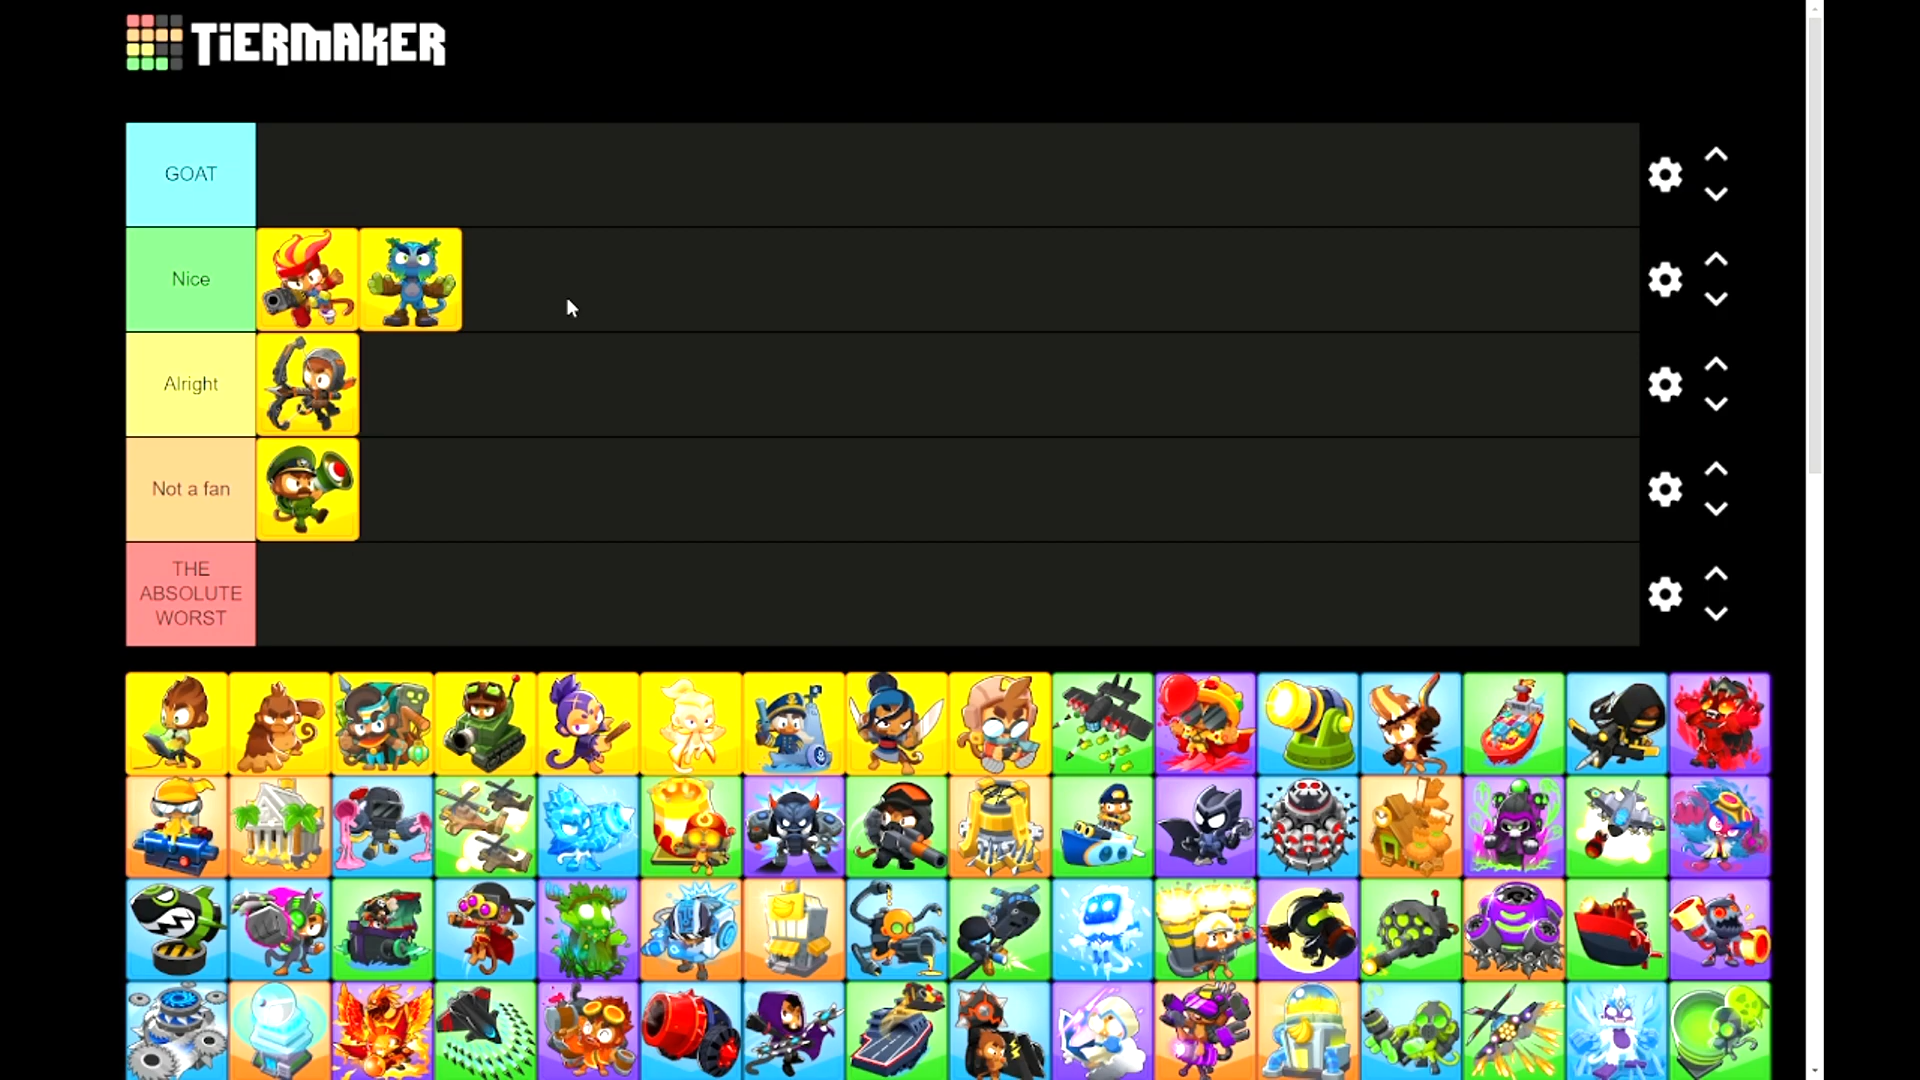 TiERMAKER
GOAT
Nice
Alright
Not a fan
THE
ABSOLUTE
WORST